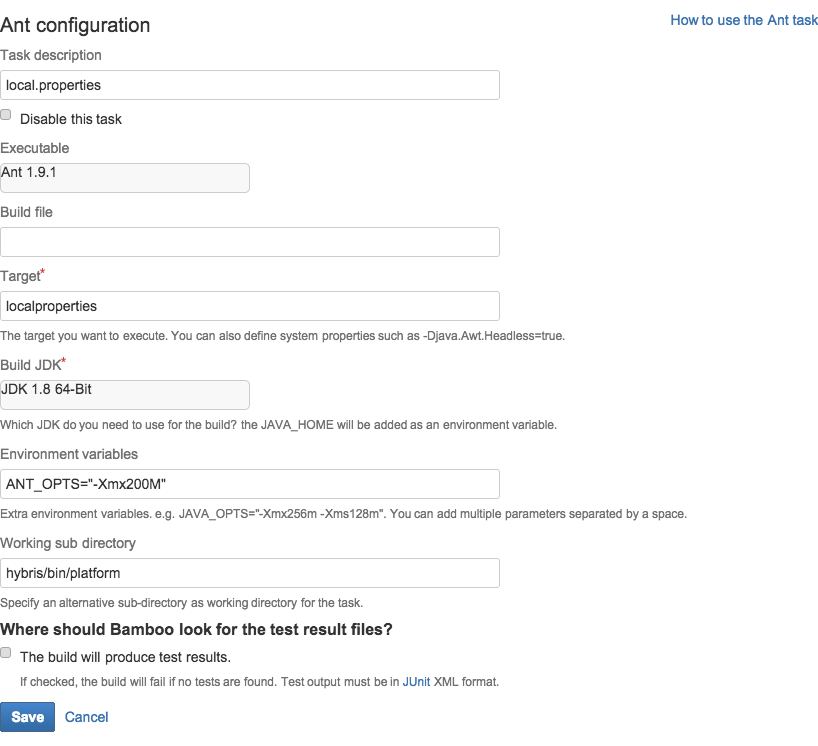 Ant configuration
How to use the Ant task
Task description
local.properties
Disable this task
Executable
Ant 1.9.1
Build file
Target*
localproperties
The target you want to execute. You can also define system properties such as -Djava.Awt.Headless=true.
Build JDK*
JDK 1.8 64-Bit
Which JDK do you need to use for the build? the JAVA_HOME will be added as an environment variable.
Environment variables
ANT_OPTS="-Xmx200M"
Extra environment variables. e.g. JAVA_OPTS="-Xmx256m -Xms128m". You can add multiple parameters separated by a space.
Working sub directory
hybris/bin/platform
Specify an alternative sub-directory as working directory for the task.
Where should Bamboo look for the test result files?
The build will produce test results.
If checked, the build will fail if no tests are found. Test output must be in JUnit XML format.
Save Cancel